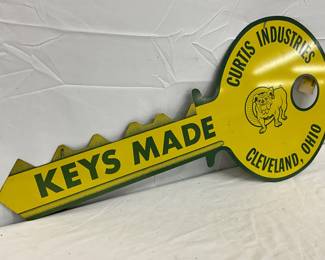 KEYS MADE
CURTIS INDUSTRIES
CLEVELAND, OHIO